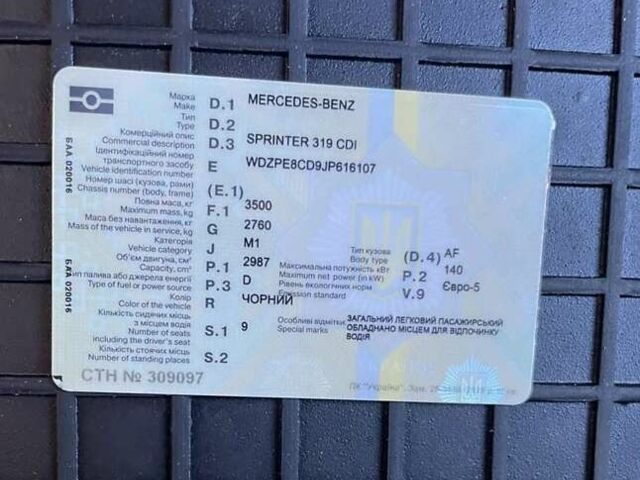 Марка
Make D.1 MERCEDES-BENZ
Тип
Type D.2
Комерційний опис
Commercial description D.3 SPRINTER 319 CDI
Ідентифікаційний номер
транспортного засобу E WDZPE8CD9JP616107
Vehicle identification number
Номер шасі (кузова, рами)
Chassis number (body, frame) (E.1)
Повна маса, кг
Maximum mass, kg F.1 3500
Маса без навантаження, кг
Mass of the vehicle in service, kg G 2760
Категорія
Vehicle category J M1
Тип кузова
Body type (D.4) AF
Об'єм двигуна, см³
Capacity, cm³ P.1 2987
Максимальна потужність кВт
Maximum net power (in kW) P.2 140
Тип палива або джерела енергії
Type of fuel or power source P.3 D
Рівень екологічних норм
Emission standard V.9 Євро-5
Колір
Color of the vehicle R ЧОРНИЙ
Кількість сидячих місць
з місцем водія
Number of seats S.1 9
including the driver's seat
Особливі відмітки
Special marks
ЗАГАЛЬНИЙ ЛЕГКОВИЙ ПАСАЖИРСЬКИЙ
ОБЛАДНАНО МІСЦЕМ ДЛЯ ВІДПОЧИНКУ
ВОДІЯ
Кількість стоячих місць
Number of standing places S.2
СТН № 309097
БАА 020016
БАА 020016
ПК "Україна". Зам.